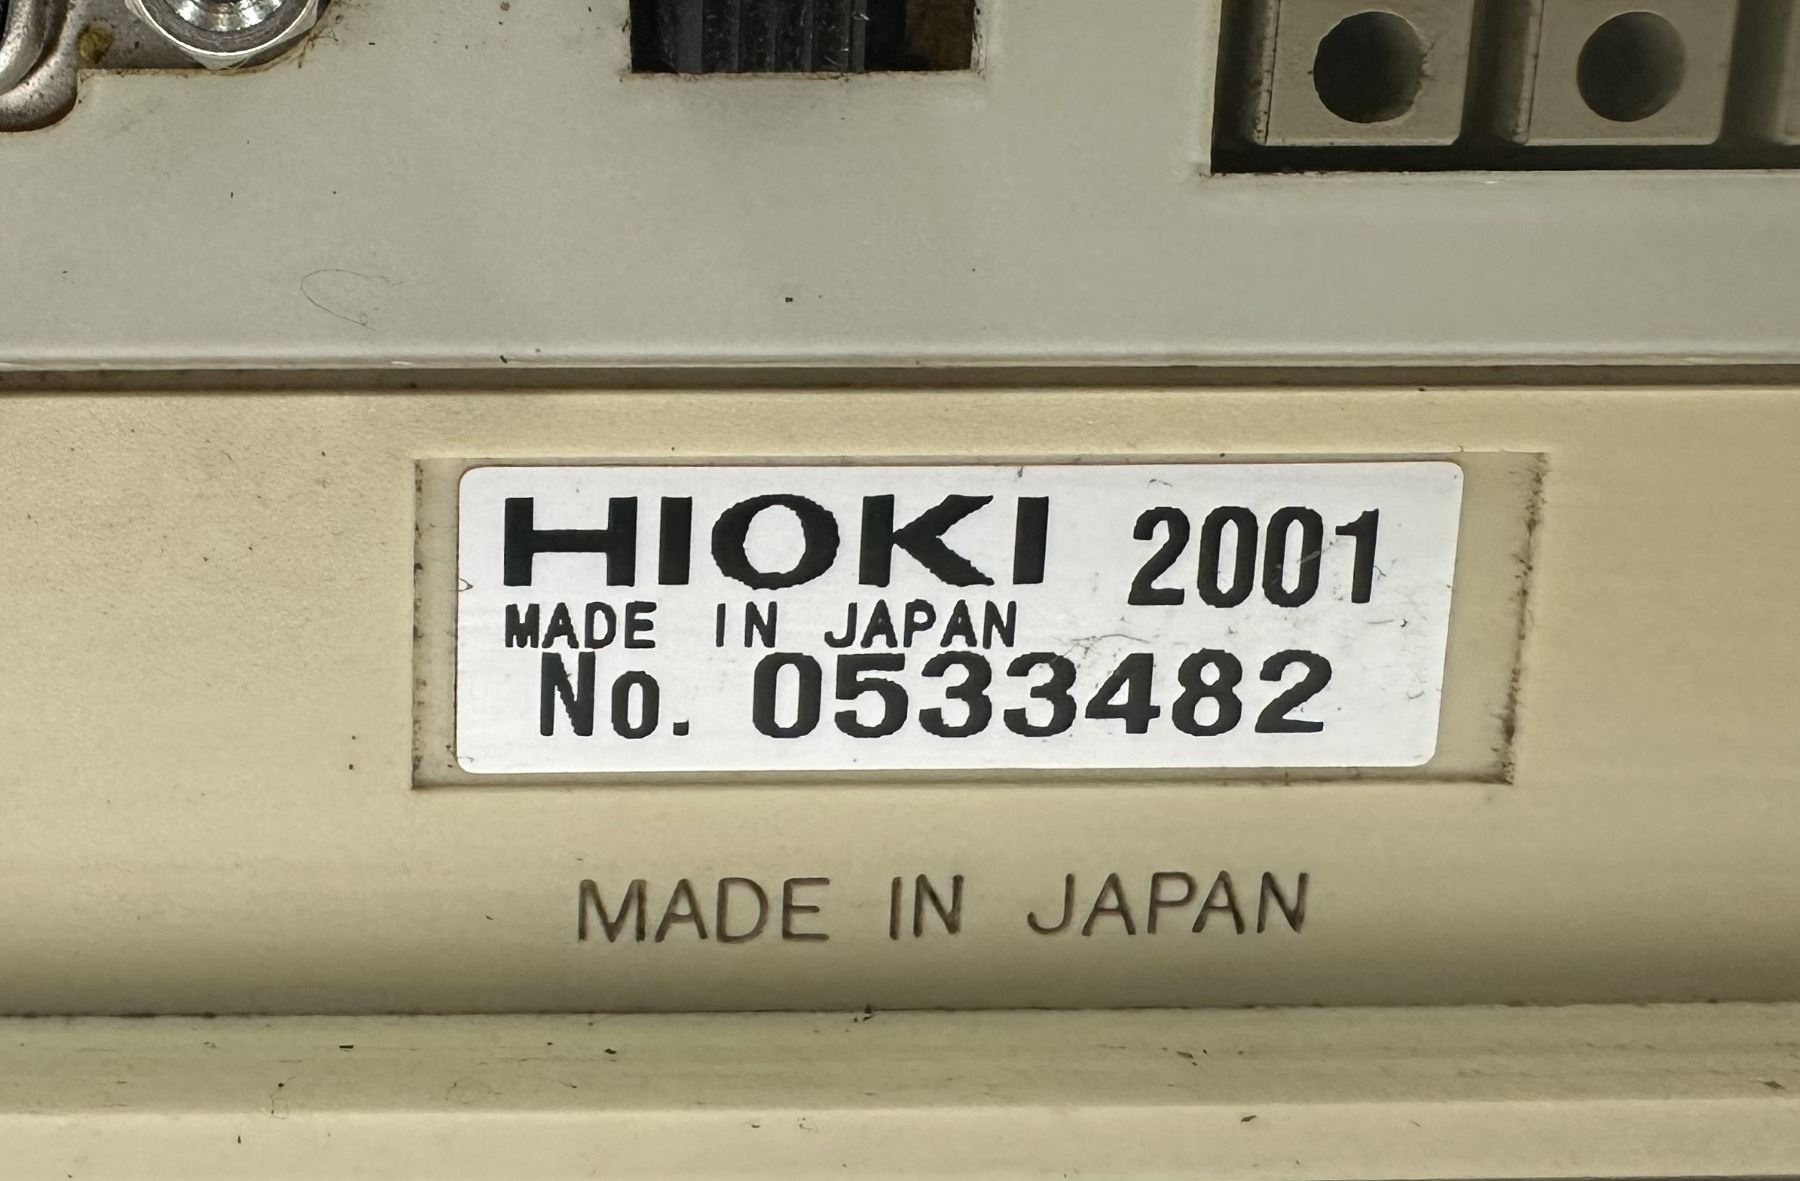 HIOKI 2001
MADE IN JAPAN
No. 0533482
MADE IN JAPAN